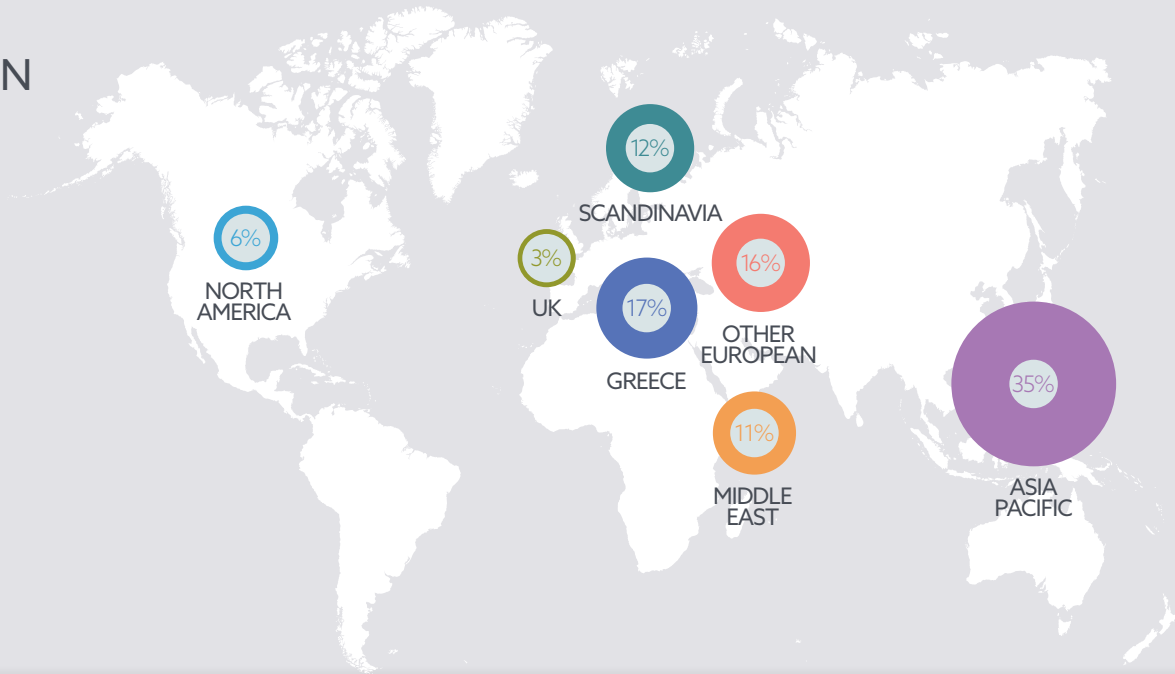 N
12%
SCANDINAVIA
6%
NORTH
AMERICA
3%
UK
16%
OTHER
EUROPEAN
17%
GREECE
35%
ASIA
PACIFIC
11%
MIDDLE
EAST